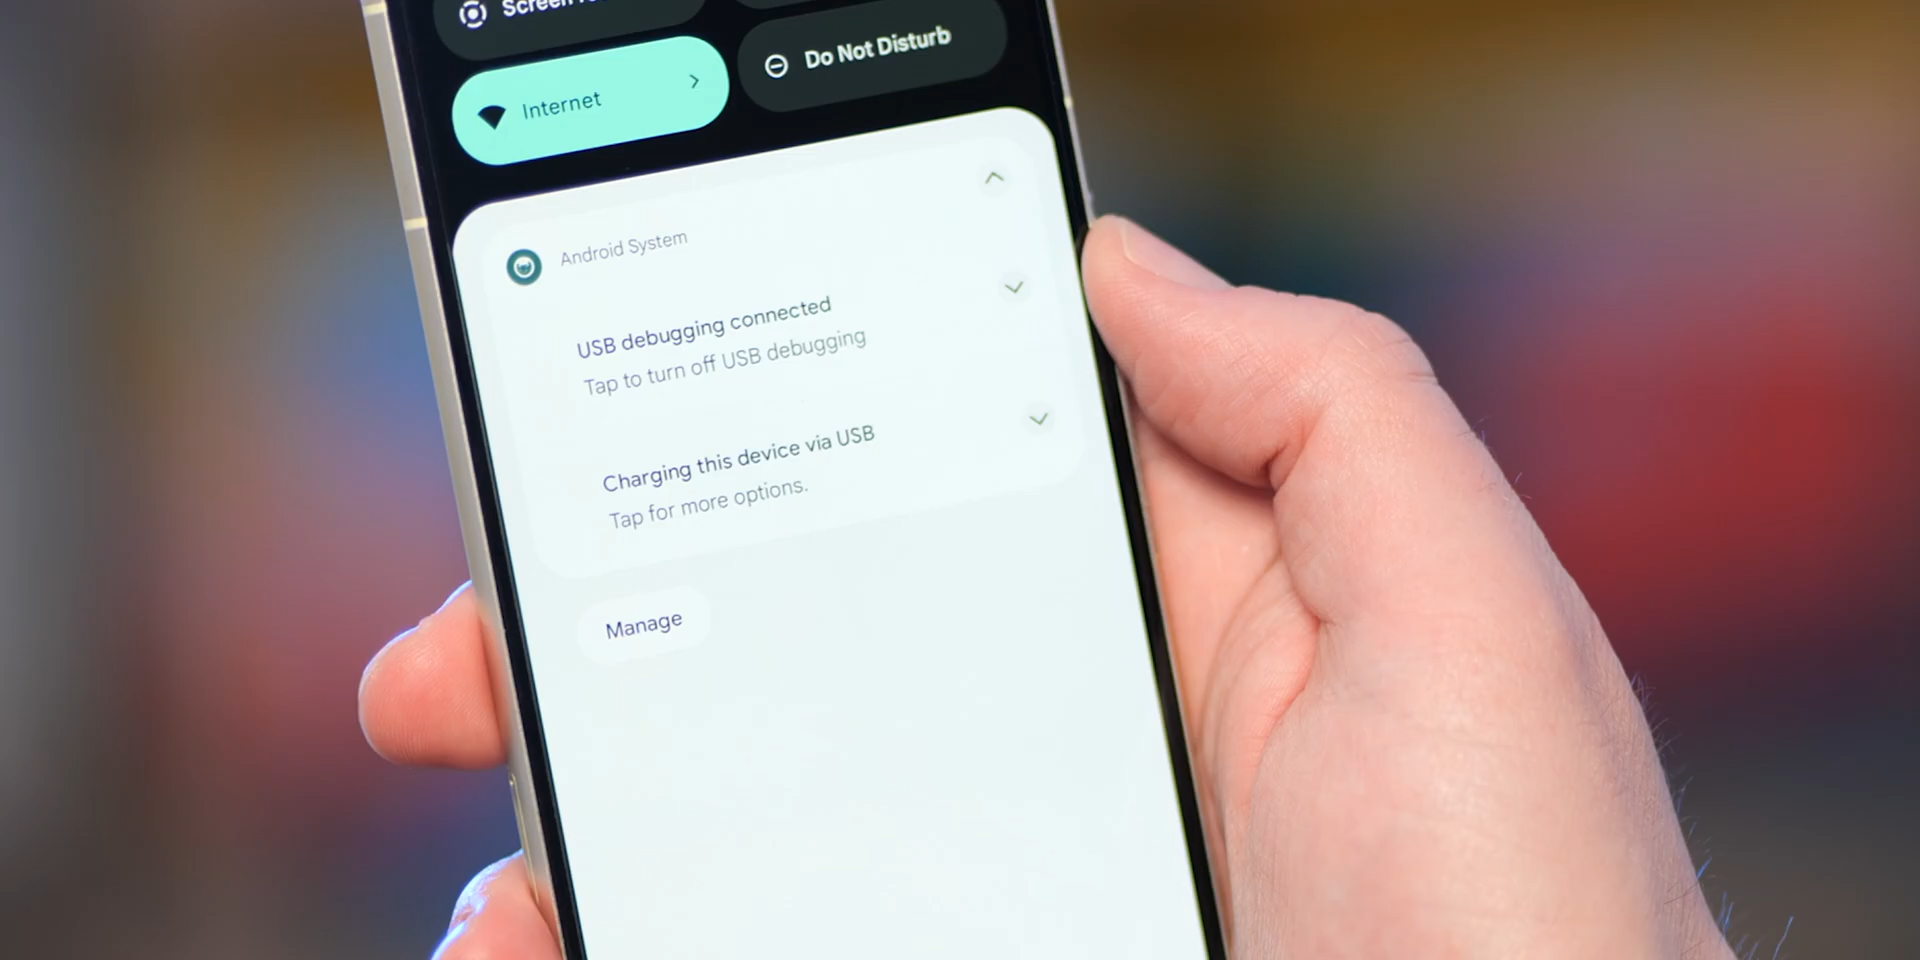 Screen
Internet
Do Not Disturb
Android System
USB debugging connected
Tap to turn off USB debugging
Charging this device via USB
Tap for more options.
Manage